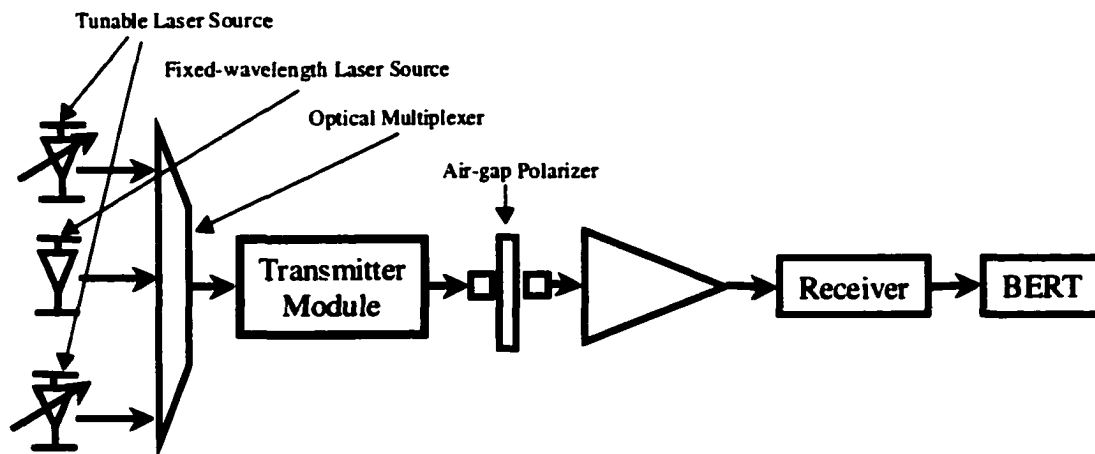 Tunable Laser Source
Fixed-wavelength Laser Source
Optical Multiplexer
Air-gap Polarizer
Transmitter
Module
Receiver
BERT